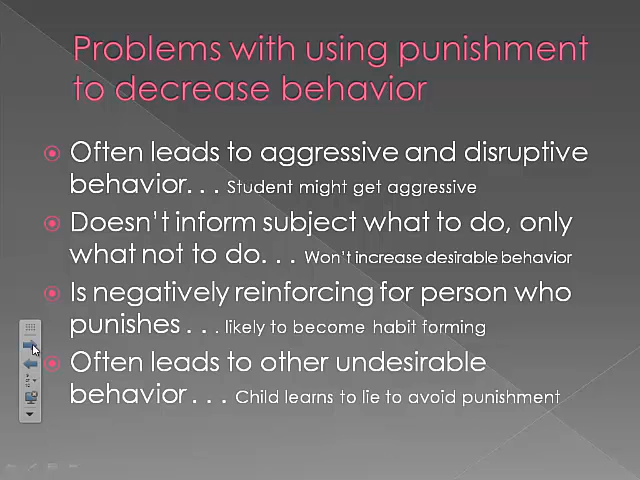 Problems with using punishment
to decrease behavior
Often leads to aggressive and disruptive
behavior. . . Student might get aggressive
Doesn't inform subject what to do, only
what not to do. . . Won't increase desirable behavior
Is negatively reinforcing for person who
punishes . . . likely to become habit forming
Often leads to other undesirable
behavior . . . Child learns to lie to avoid punishment